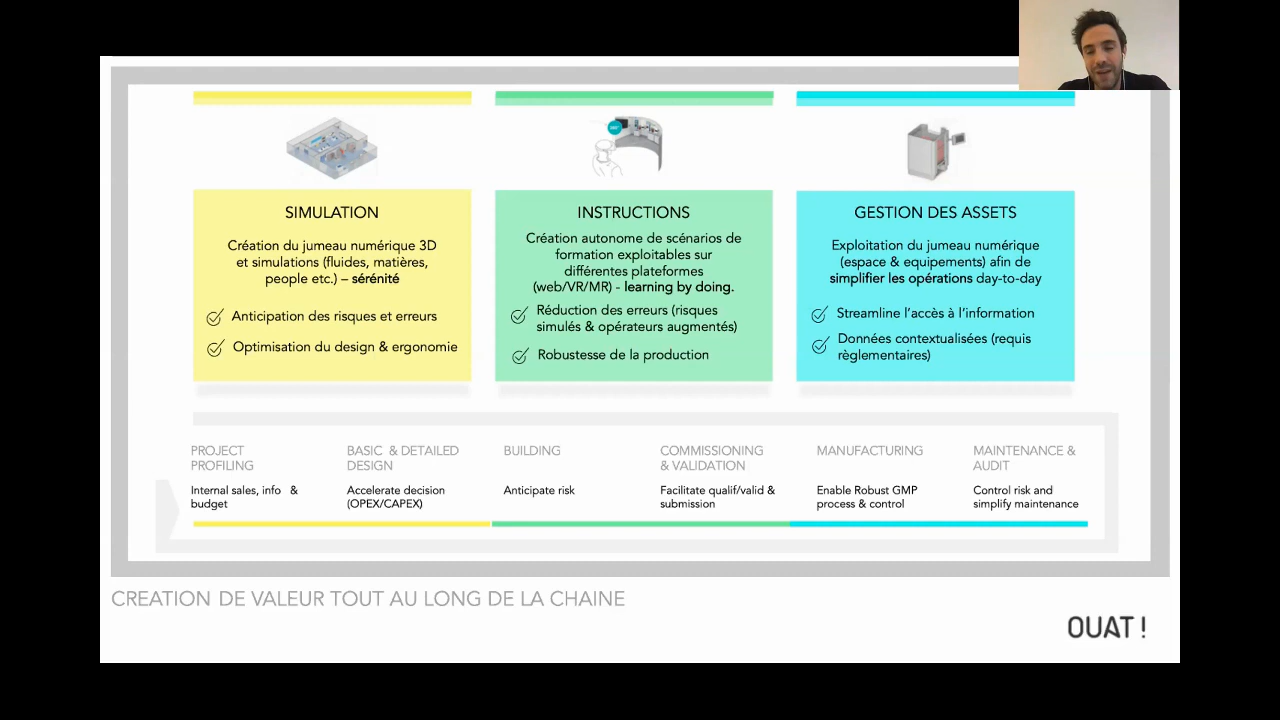 SIMULATION
Création du jumeau numérique 3D
et simulations (fluides, matières,
people etc.) – sérénité
Anticipation des risques et erreurs
Optimisation du design & ergonomie
INSTRUCTIONS
Création autonome de scénarios de
formation exploitables sur
différentes plateformes
(web/VR/MR) - learning by doing.
Réduction des erreurs (risques
simulés & opérateurs augmentés)
Robustesse de la production
GESTION DES ASSETS
Exploitation du jumeau numérique
(espace & equipements) afin de
simplifier les opérations day-to-day
Streamline l'accès à l'information
Données contextualisées (requis
règlementaires)
PROJECT
PROFILING
Internal sales, info &
budget
BASIC & DETAILED
DESIGN
Accelerate decision
(OPEX/CAPEX)
BUILDING
Anticipate risk
COMMISSIONING
& VALIDATION
Facilitate qualif/valid &
submission
MANUFACTURING
Enable Robust GMP
process & control
MAINTENANCE &
AUDIT
Control risk and
simplify maintenance
CREATION DE VALEUR TOUT AU LONG DE LA CHAINE
OUAT !